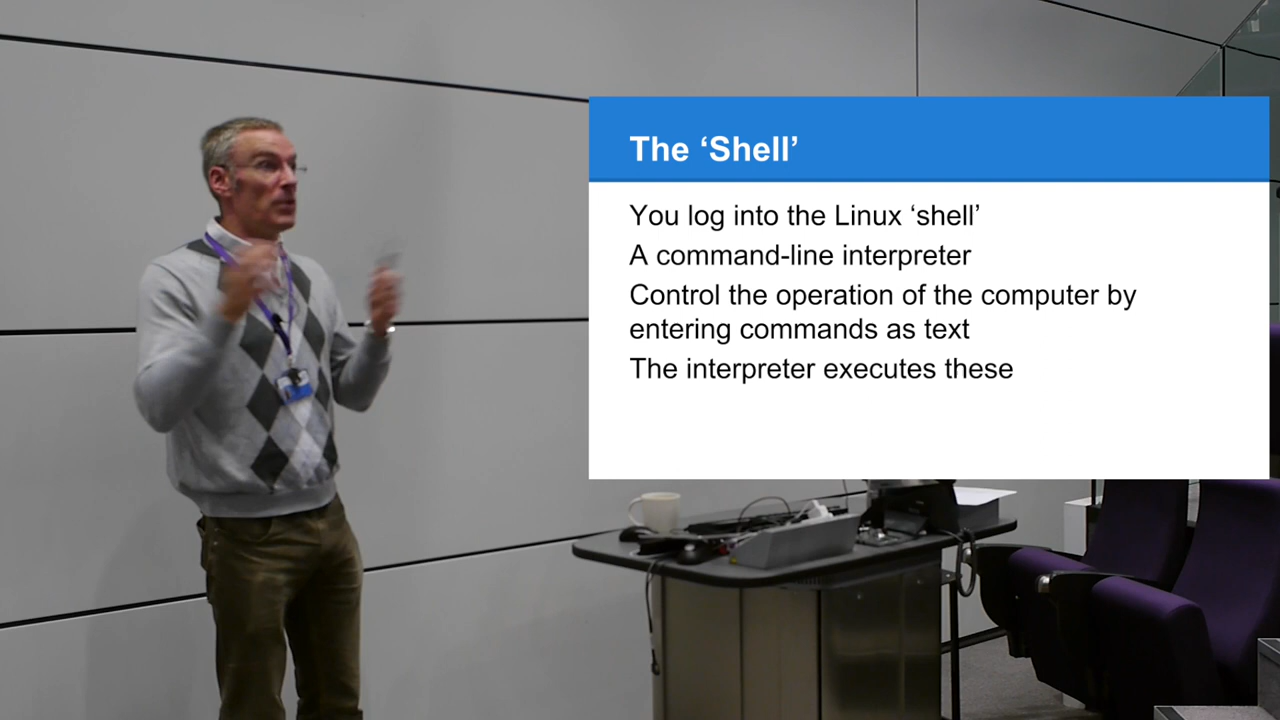 The ‘Shell’
You log into the Linux ‘shell’
A command-line interpreter
Control the operation of the computer by
entering commands as text
The interpreter executes these